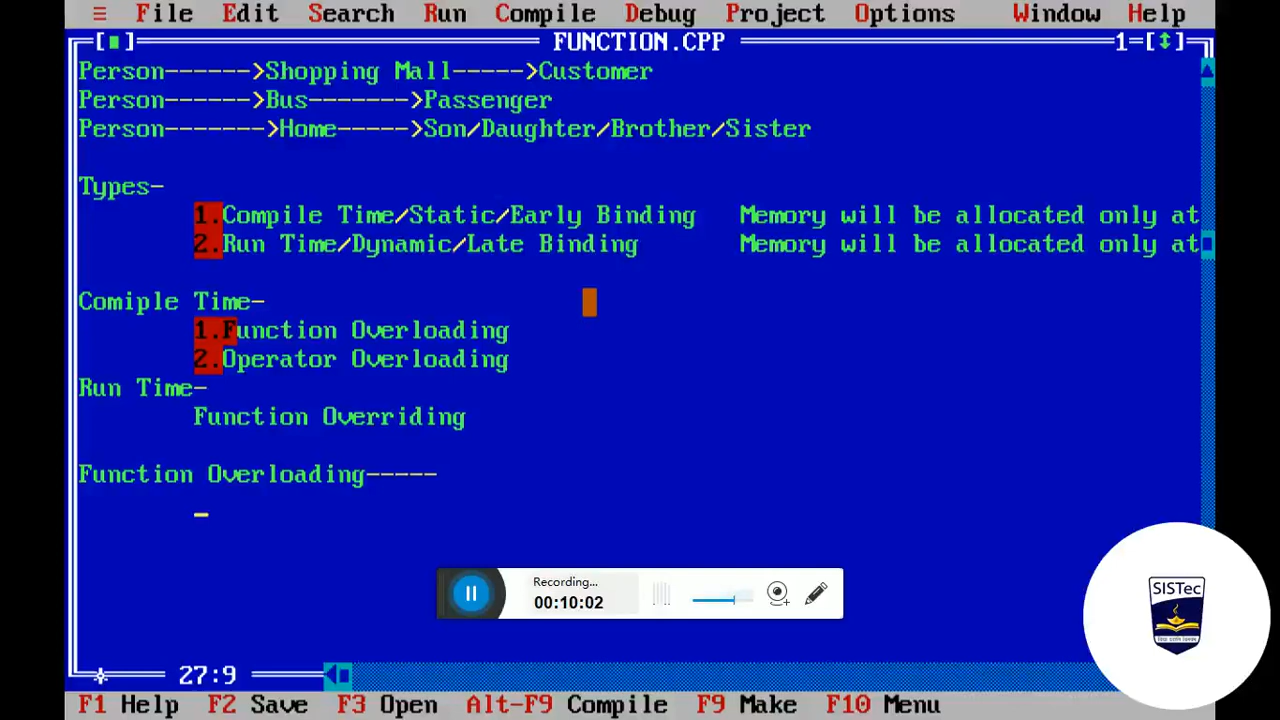 ≡ File Edit Search Run Compile Debug Project Options Window Help
[■] FUNCTION.CPP 1=[↕]
Person------>Shopping Mall----->Customer
Person------>Bus------->Passenger
Person------->Home----->Son/Daughter/Brother/Sister
Types-
1.Compile Time/Static/Early Binding Memory will be allocated only at
2.Run Time/Dynamic/Late Binding Memory will be allocated only at
Comiple Time-
1.Function Overloading
2.Operator Overloading
Run Time-
Function Overriding
Function Overloading-----
Recording...
00:10:02
SISTec
27:9
F1 Help F2 Save F3 Open Alt-F9 Compile F9 Make F10 Menu